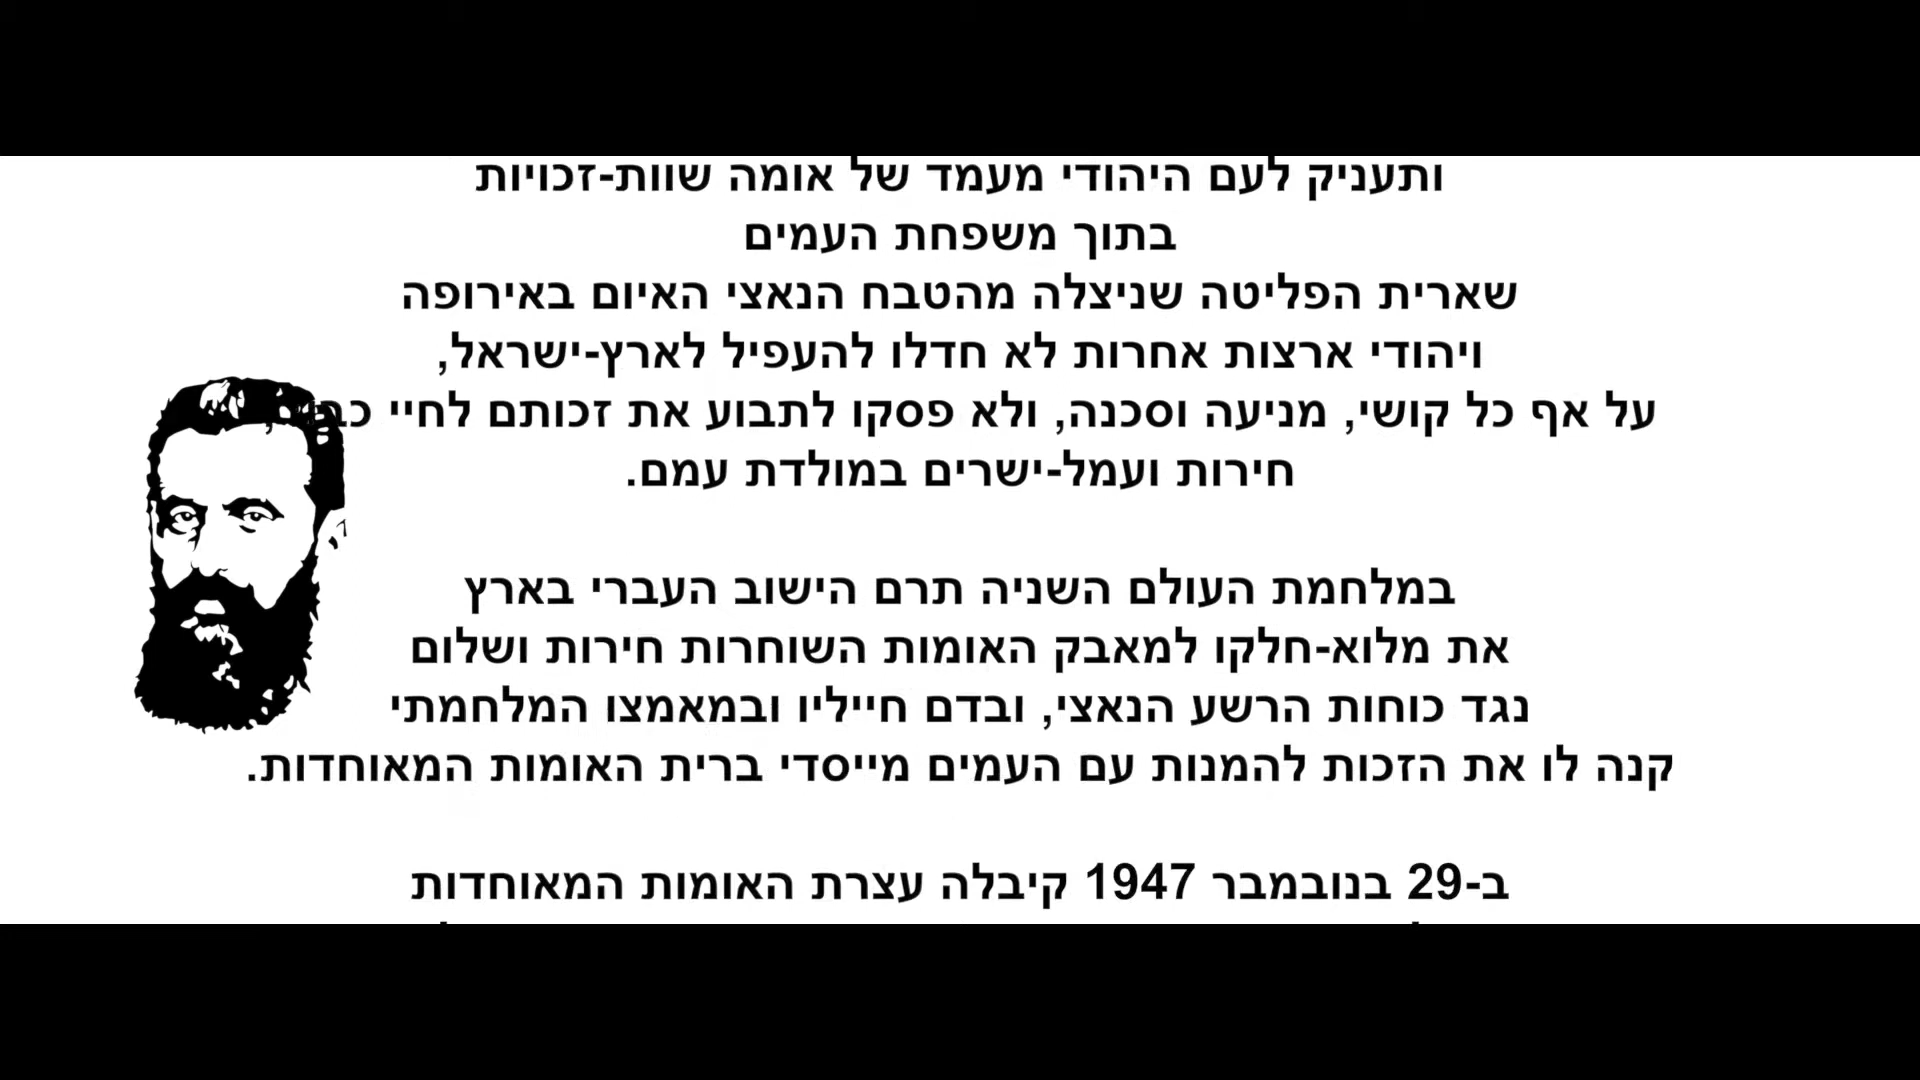 ותעניק לעם היהודי מעמד של אומה שוות-זכויות
בתוך משפחת העמים
שארית הפליטה שניצלה מהטבח הנאצי האיום באירופה
ויהודי ארצות אחרות לא חדלו להעפיל לארץ-ישראל,
על אף כל קושי, מניעה וסכנה, ולא פסקו לתבוע את זכותם לחיי
חירות ועמל-ישרים במולדת עמם.
במלחמת העולם השניה תרם הישוב העברי בארץ
את מלוא-חלקו למאבק האומות השוחרות חירות ושלום
נגד כוחות הרשע הנאצי, ובדם חייליו ובמאמצו המלחמתי
קנה לו את הזכות להמנות עם העמים מייסדי ברית האומות המאוחדות.
ב-29 בנובמבר 1947 קיבלה עצרת האומות המאוחדות